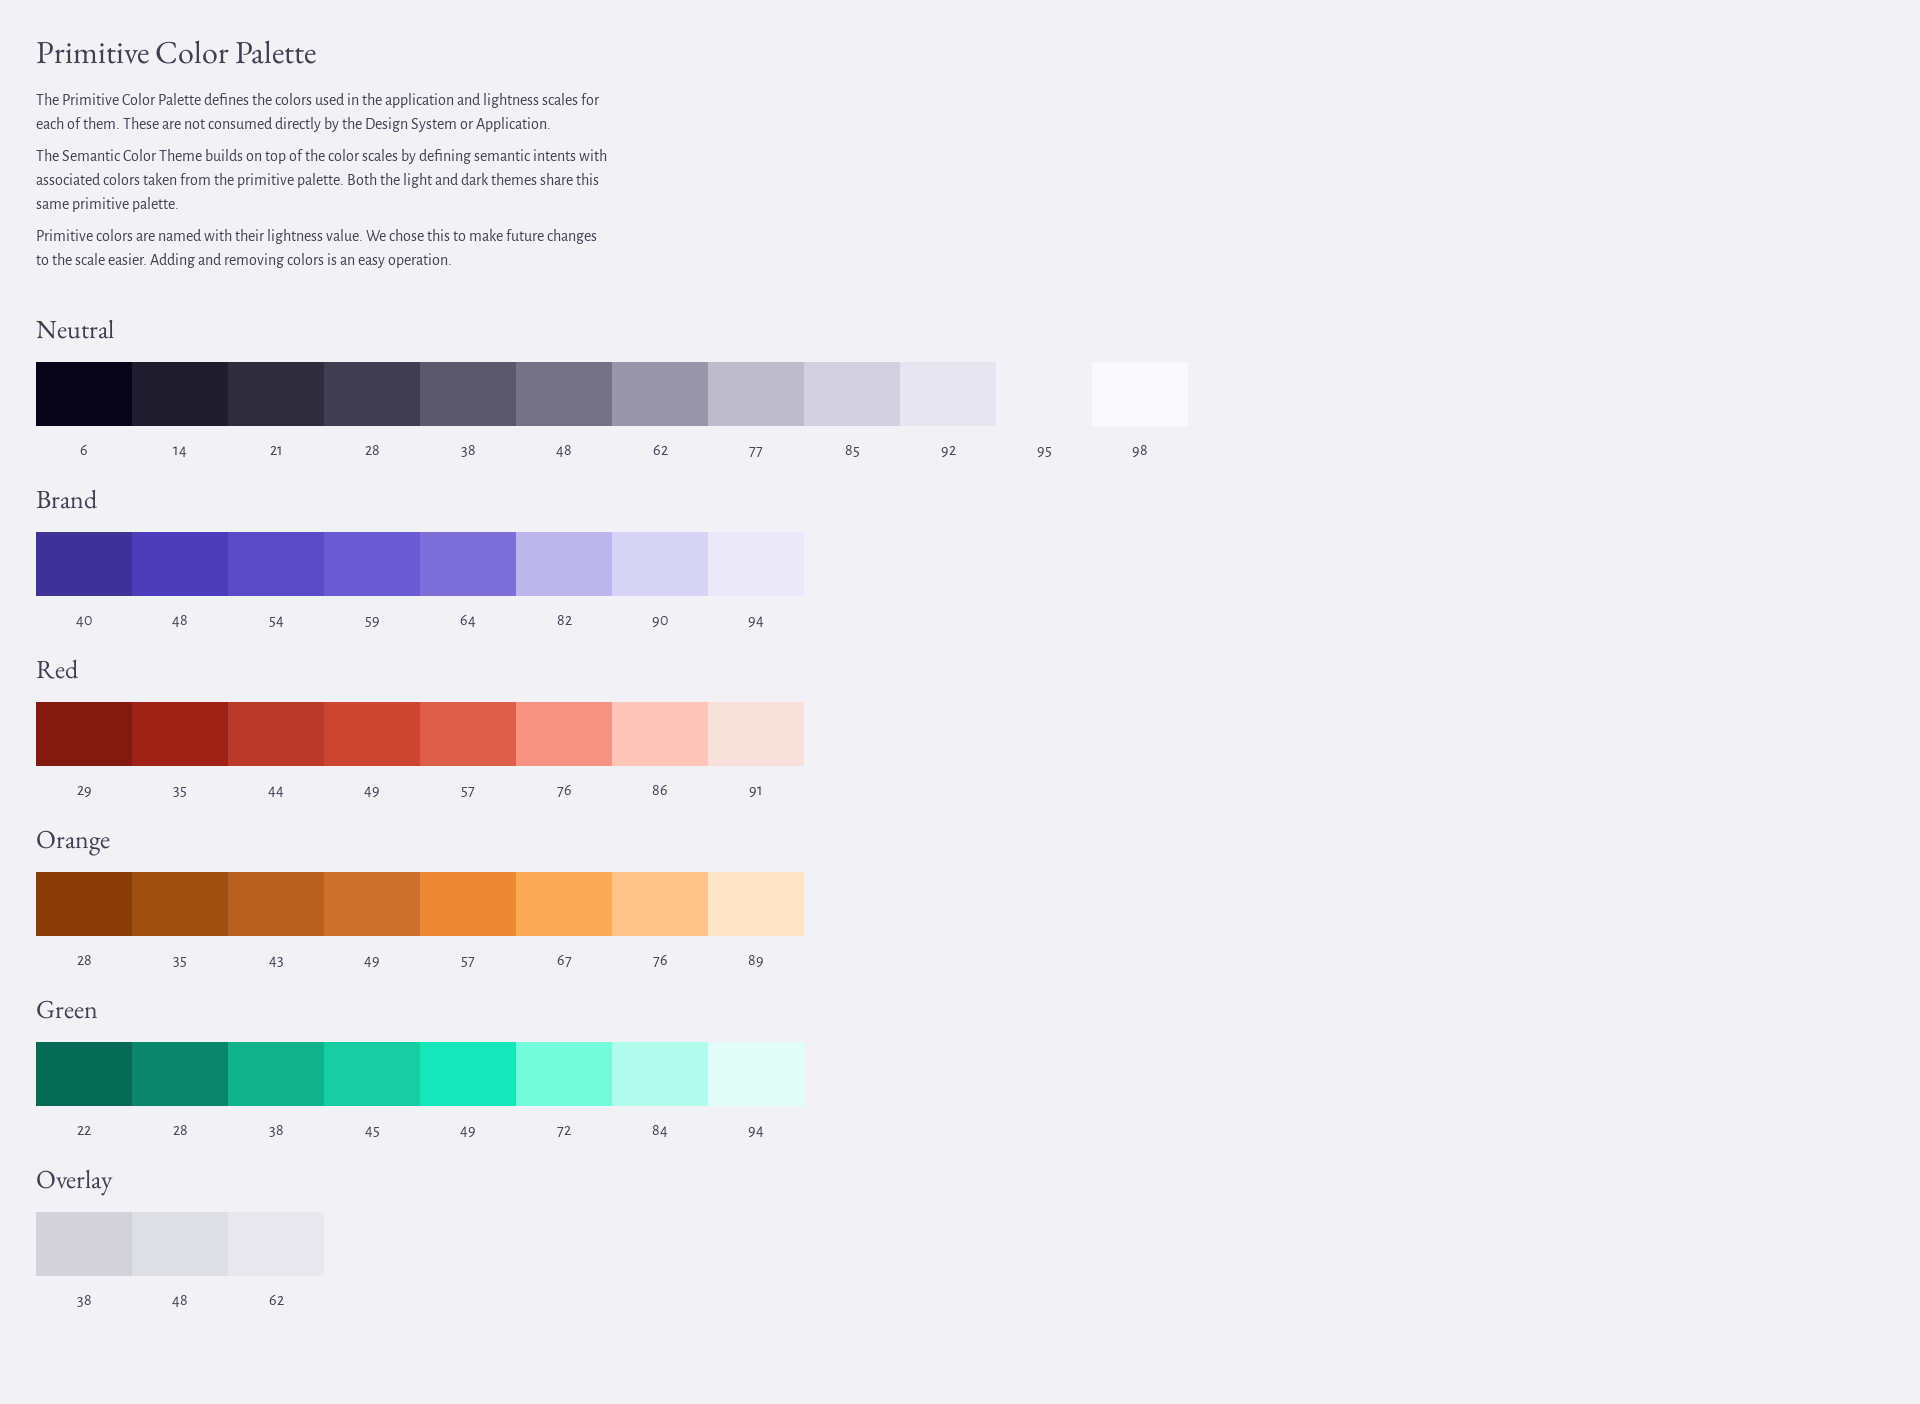 Primitive Color Palette
The Primitive Color Palette defines the colors used in the application and lightness scales for
each of them. These are not consumed directly by the Design System or Application.
The Semantic Color Theme builds on top of the color scales by defining semantic intents with
associated colors taken from the primitive palette. Both the light and dark themes share this
same primitive palette.
Primitive colors are named with their lightness value. We chose this to make future changes
to the scale easier. Adding and removing colors is an easy operation.
Neutral
6 14 21 28 38 48 62 77 85 92 95 98
Brand
40 48 54 59 64 82 90 94
Red
29 35 44 49 57 76 86 91
Orange
28 35 43 49 57 67 76 89
Green
22 28 38 45 49 72 84 94
Overlay
38 48 62